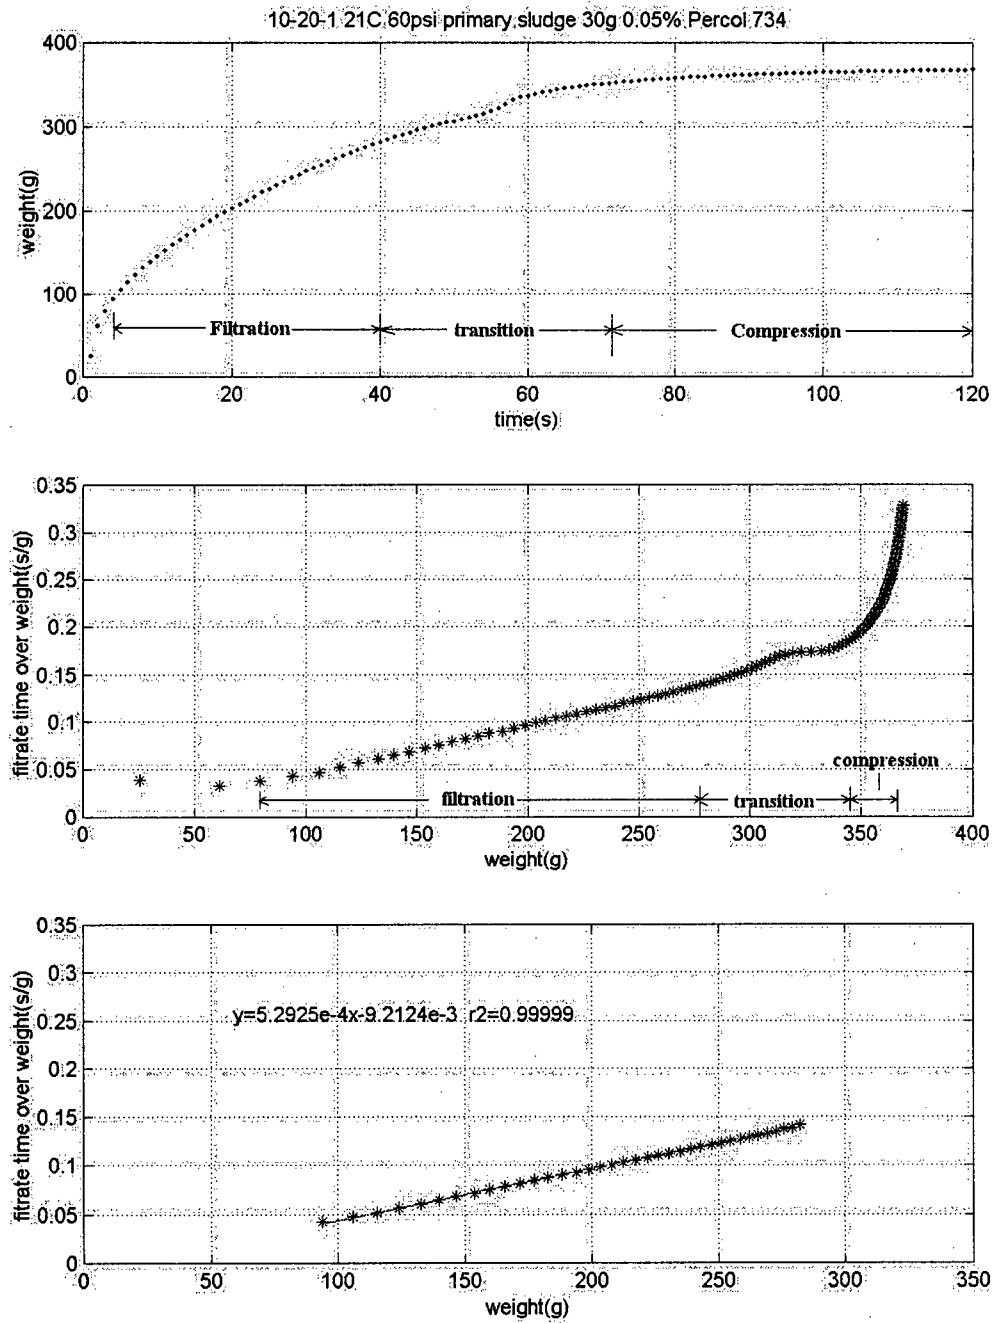 10-20-1 21C 60psi primary sludge 30g 0.05% Percol 734
400
300
200
100
0
weight(g)
Filtration
transition
Compression
0 20 40 60 80 100 120
time(s)
0.35
0.3
0.25
0.2
0.15
0.1
0.05
0
fitrate time over weight(s/g)
compression
filtration
transition
0 50 100 150 200 250 300 350 400
weight(g)
0.35
0.3
0.25
0.2
0.15
0.1
0.05
0
fitrate time over weight(s/g)
y=5.2925e-4x-9.2124e-3 r2=0.99999
0 50 100 150 200 250 300 350
weight(g)